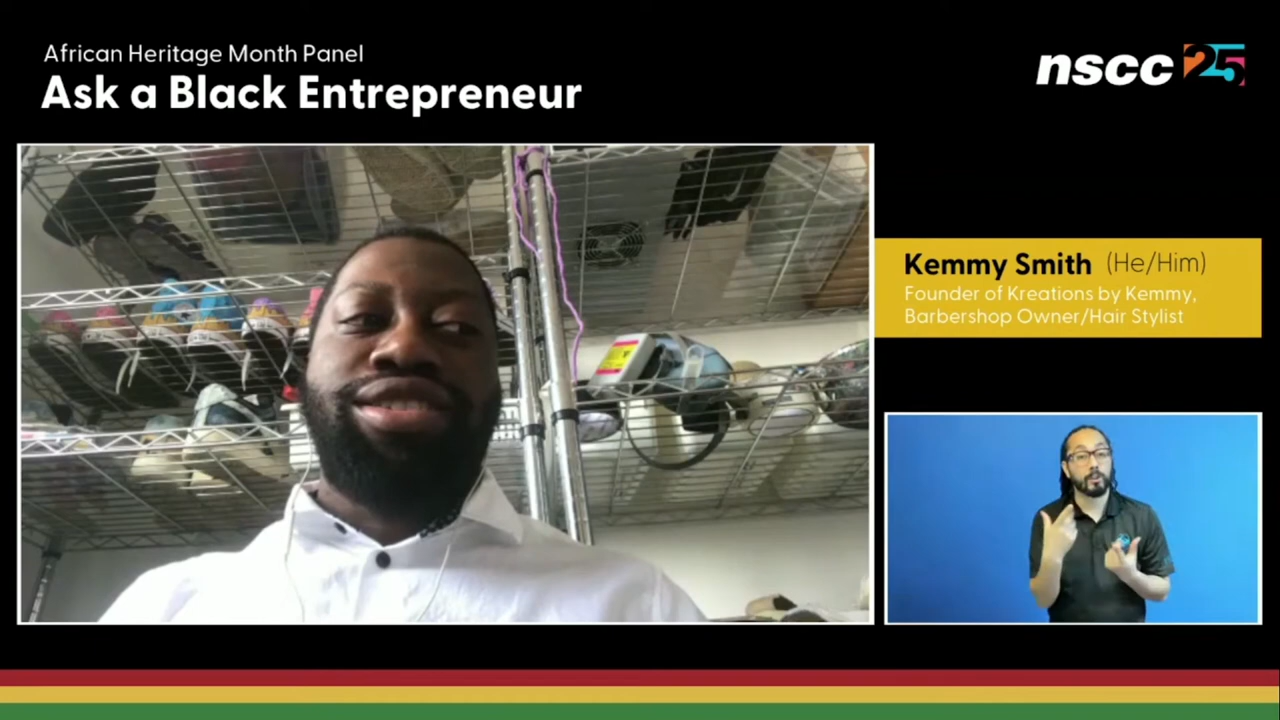 African Heritage Month Panel
Ask a Black Entrepreneur
nscc 25
Kemmy Smith (He/Him)
Founder of Kreations by Kemmy,
Barbershop Owner/Hair Stylist